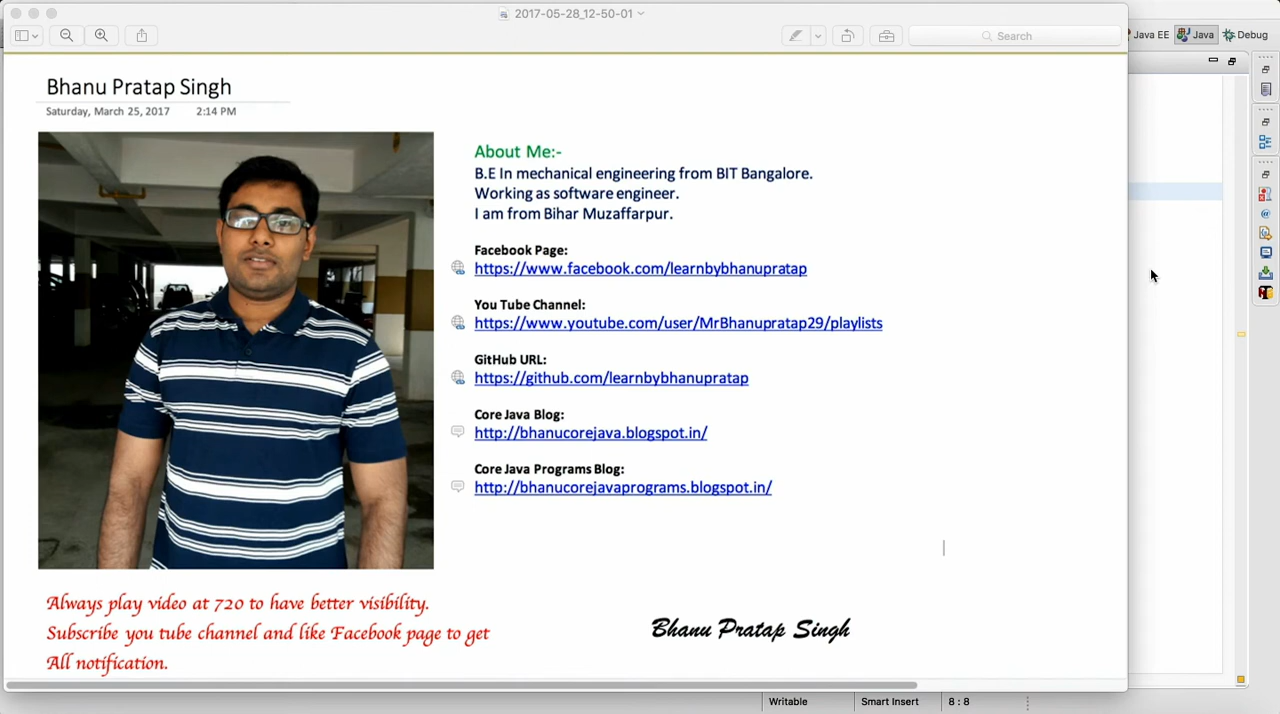 2017-05-28_12-50-01
Search
Java EE
Java
Debug
Bhanu Pratap Singh
Saturday, March 25, 2017 2:14 PM
About Me:-
B.E In mechanical engineering from BIT Bangalore.
Working as software engineer.
I am from Bihar Muzaffarpur.
Facebook Page:
https://www.facebook.com/learnbybhanupratap
You Tube Channel:
https://www.youtube.com/user/MrBhanupratap29/playlists
GitHub URL:
https://github.com/learnbybhanupratap
Core Java Blog:
http://bhanucorejava.blogspot.in/
Core Java Programs Blog:
http://bhanucorejavaprograms.blogspot.in/
Always play video at 720 to have better visibility.
Subscribe you tube channel and like Facebook page to get
All notification.
Bhanu Pratap Singh
Writable
Smart Insert
8 : 8